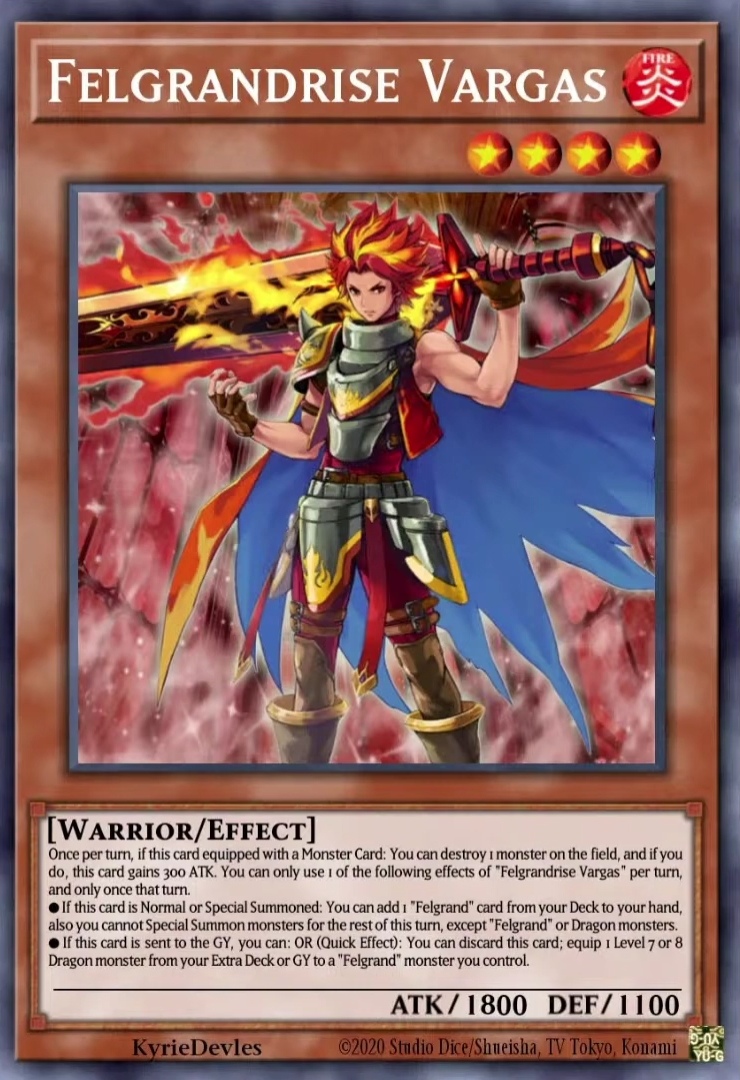 Felgrandrise Vargas
FIRE
炎
[Warrior/Effect]
Once per turn, if this card equipped with a Monster Card: You can destroy 1 monster on the field, and if you
do, this card gains 300 ATK. You can only use 1 of the following effects of "Felgrandrise Vargas" per turn,
and only once that turn.
● If this card is Normal or Special Summoned: You can add 1 "Felgrand" card from your Deck to your hand,
also you cannot Special Summon monsters for the rest of this turn, except "Felgrand" or Dragon monsters.
● If this card is sent to the GY, you can: OR (Quick Effect): You can discard this card; equip 1 Level 7 or 8
Dragon monster from your Extra Deck or GY to a "Felgrand" monster you control.
ATK/1800 DEF/1100
KyrieDevles
©2020 Studio Dice/Shueisha, TV Tokyo, Konami